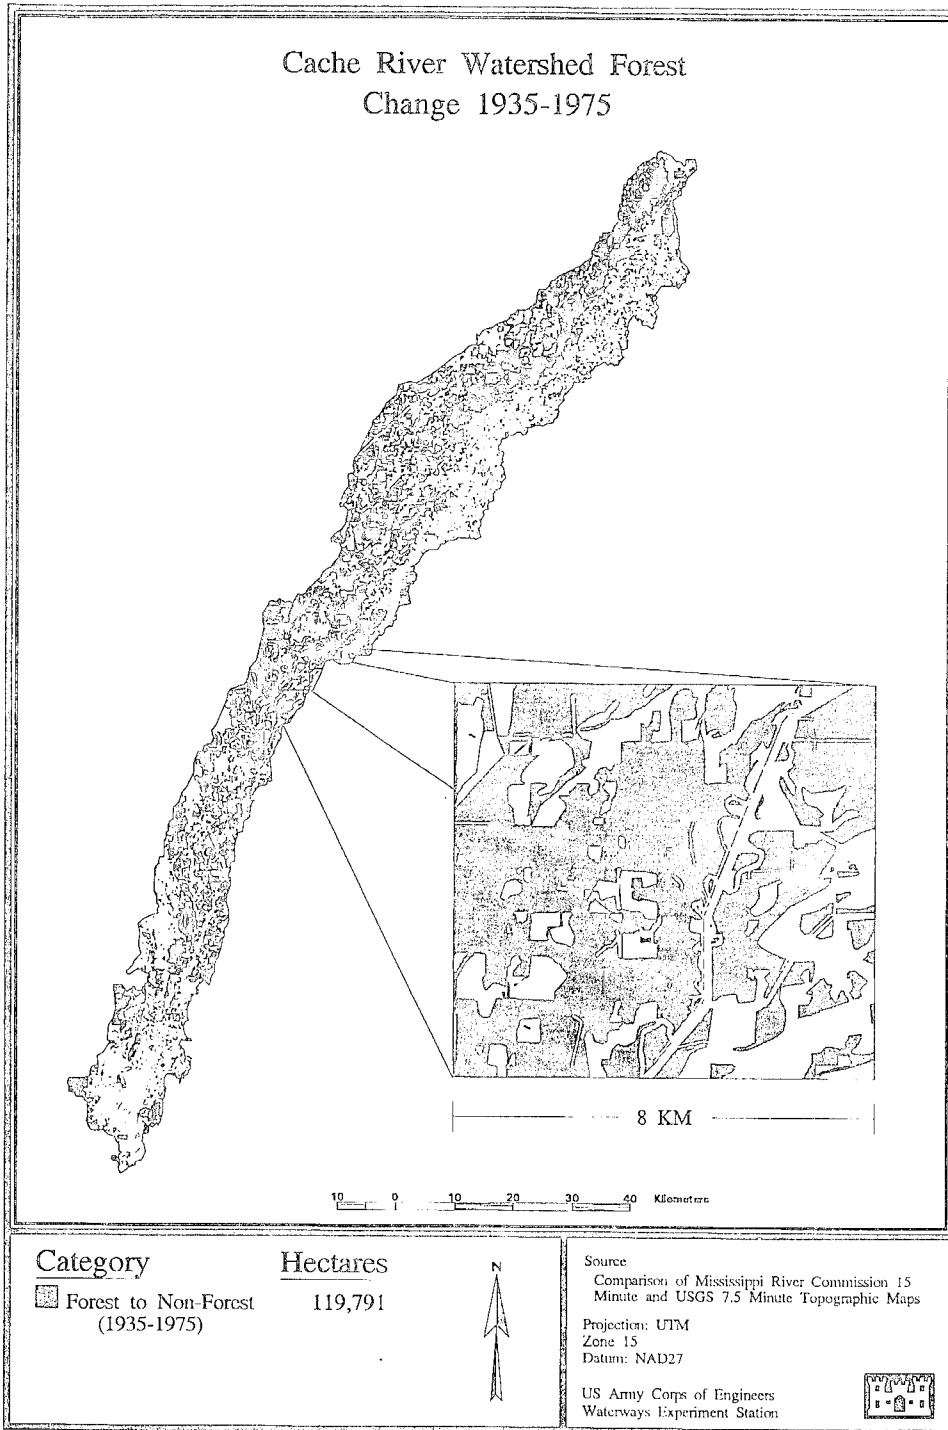 Cache River Watershed Forest
Change 1935-1975
8 KM
10 0 10 20 30 40 Kilometers
Category Hectares
Forest to Non-Forest 119,791
(1935-1975)
N
Source
Comparison of Mississippi River Commission 15
Minute and USGS 7.5 Minute Topographic Maps
Projection: UTM
Zone 15
Datum: NAD27
US Army Corps of Engineers
Waterways Experiment Station